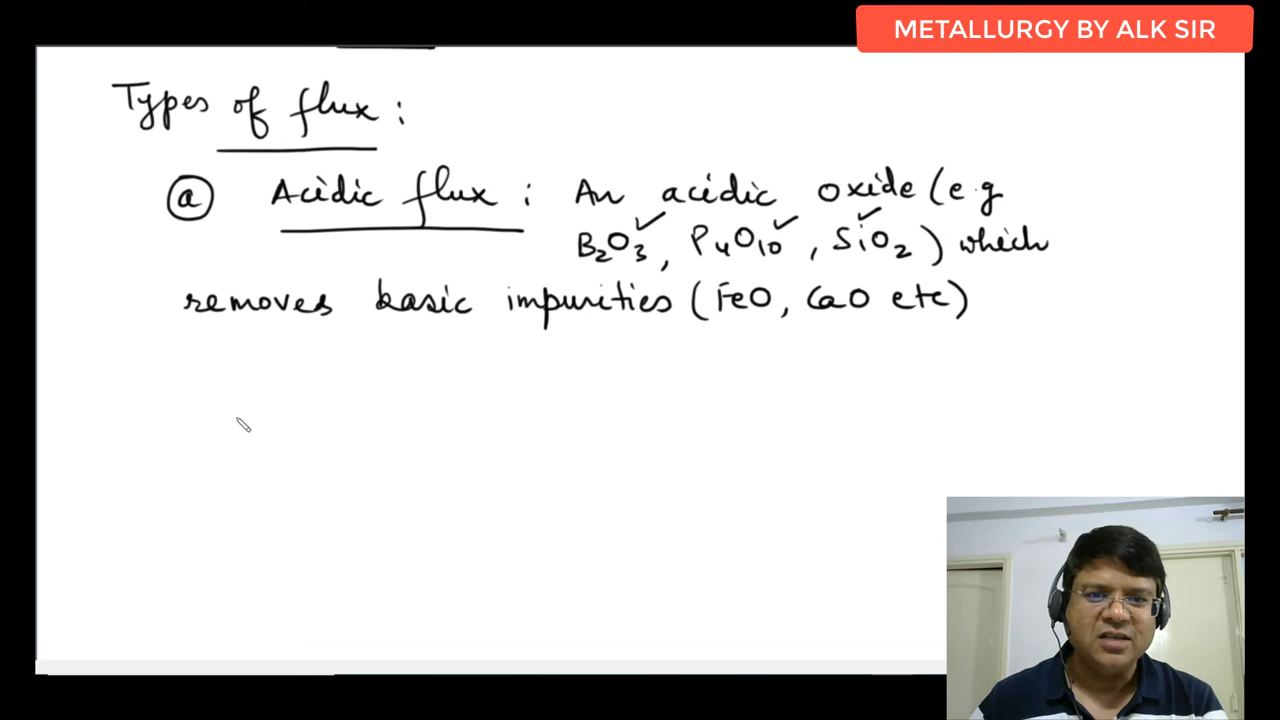 METALLURGY BY ALK SIR
Types of flux :
(a) Acidic flux : An acidic oxide (e.g
B₂O₃, P₄O₁₀, SiO₂) which
removes basic impurities (FeO, CaO etc)